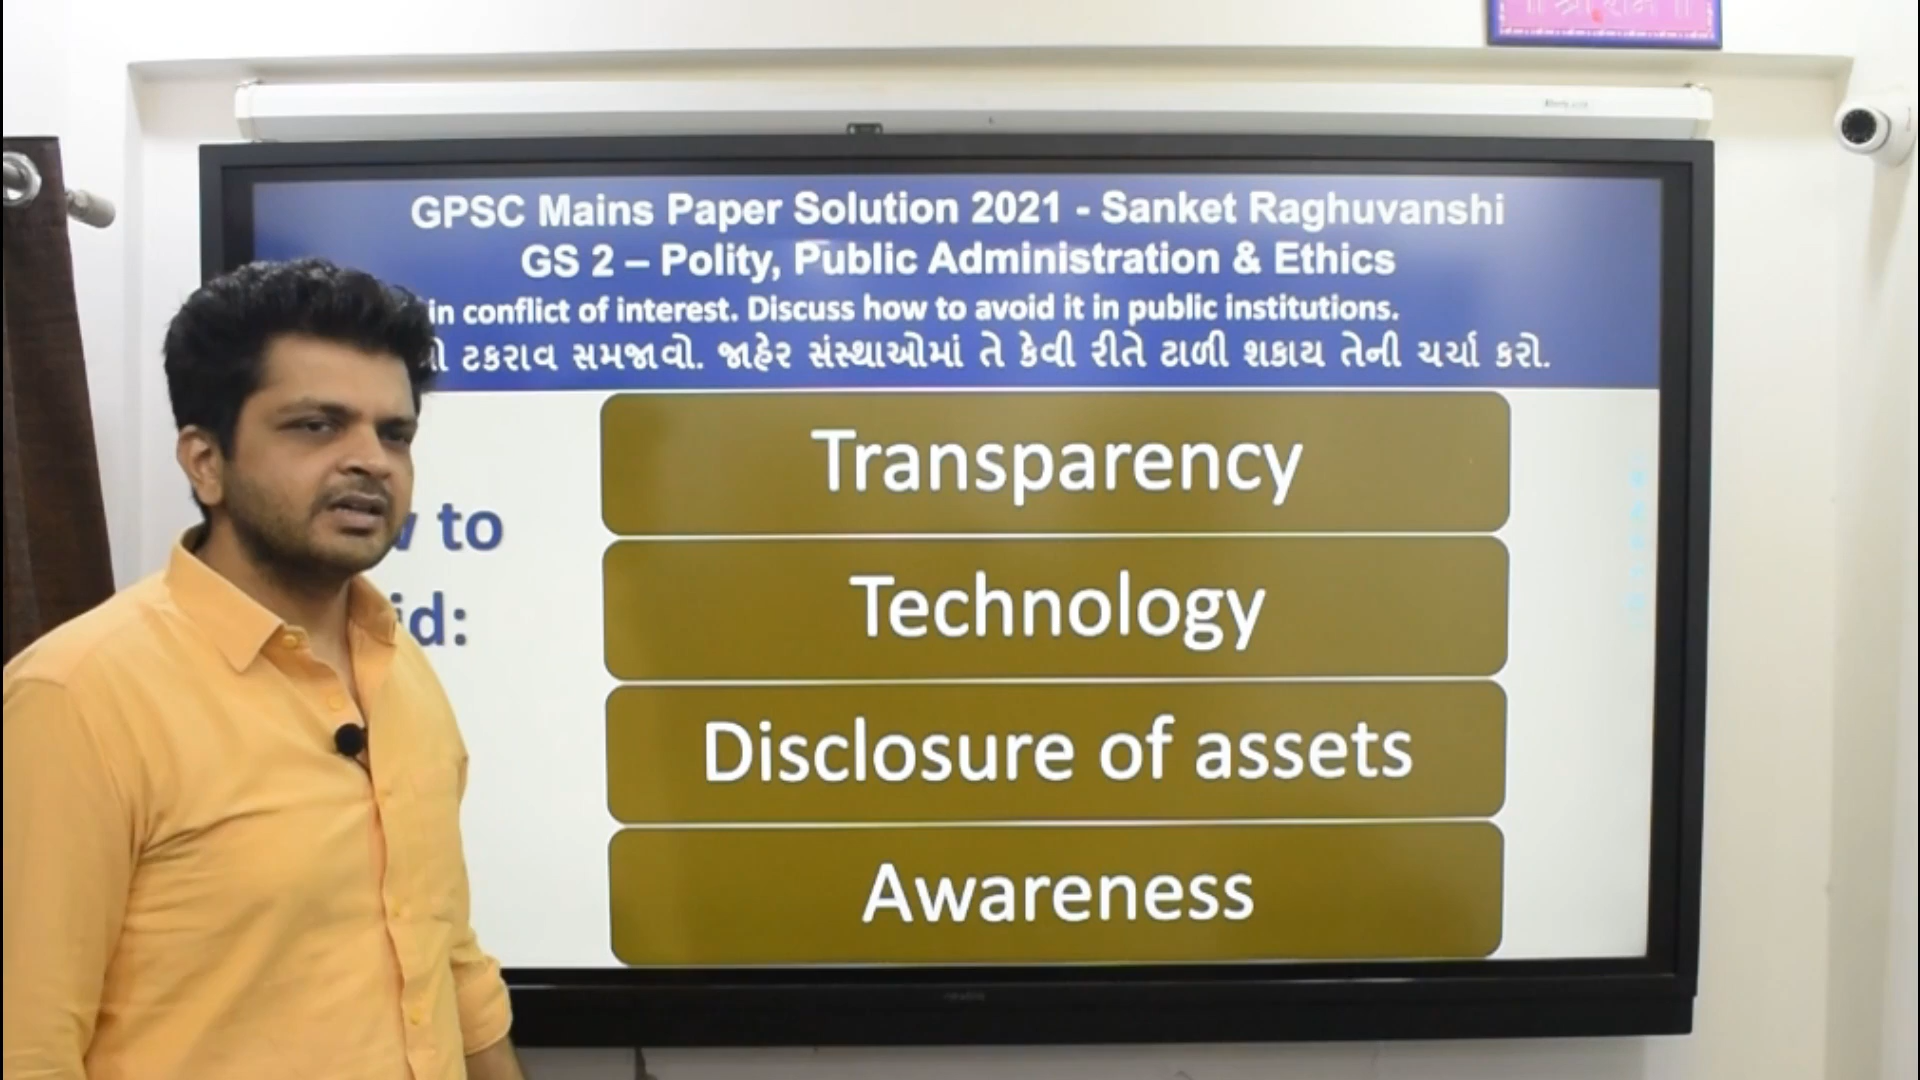 ॥ શ્રી રામ ॥
GPSC Mains Paper Solution 2021 - Sanket Raghuvanshi
GS 2 – Polity, Public Administration & Ethics
in conflict of interest. Discuss how to avoid it in public institutions.
ટકરાવ સમજાવો. જાહેર સંસ્થાઓમાં તે કેવી રીતે ટાળી શકાય તેની ચર્ચા કરો.
to
id:
Transparency
Technology
Disclosure of assets
Awareness